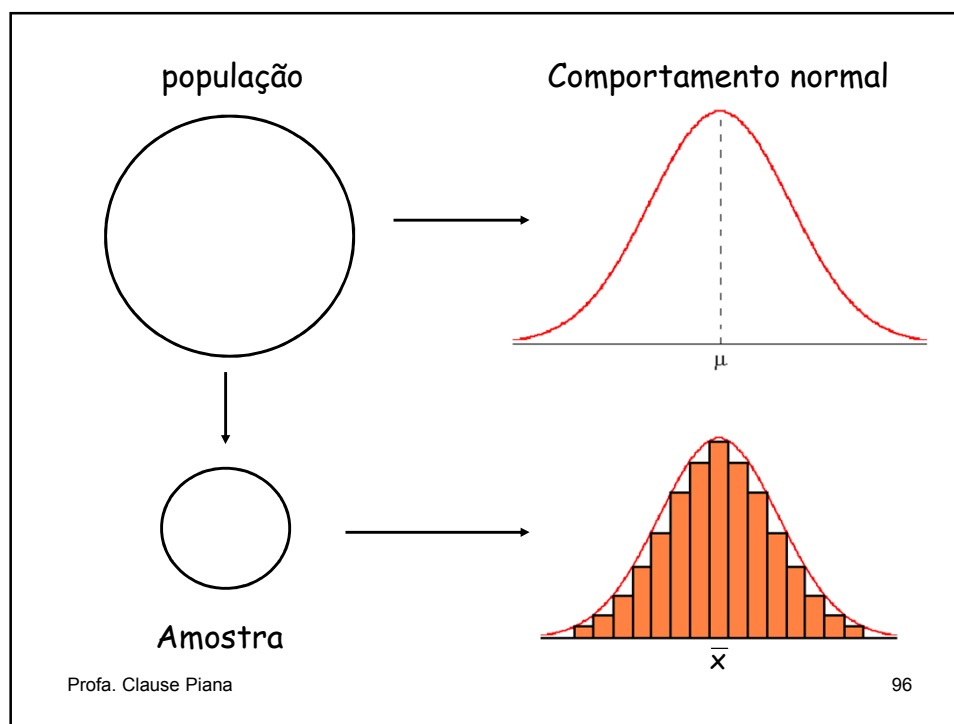 população
Comportamento normal
μ
Amostra
x̅
Profa. Clause Piana
96